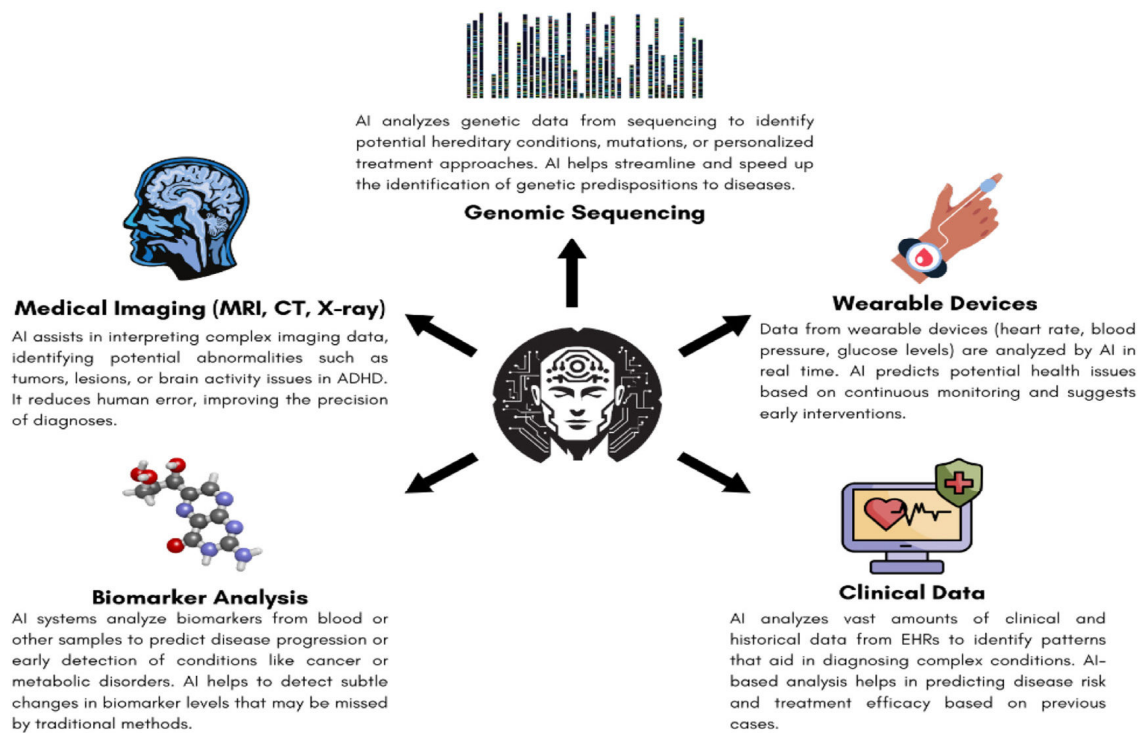 AI analyzes genetic data from sequencing to identify
potential hereditary conditions, mutations, or personalized
treatment approaches. AI helps streamline and speed up
the identification of genetic predispositions to diseases.
Genomic Sequencing
Medical Imaging (MRI, CT, X-ray)
AI assists in interpreting complex imaging data,
identifying potential abnormalities such as
tumors, lesions, or brain activity issues in ADHD.
It reduces human error, improving the precision
of diagnoses.
Wearable Devices
Data from wearable devices (heart rate, blood
pressure, glucose levels) are analyzed by AI in
real time. AI predicts potential health issues
based on continuous monitoring and suggests
early interventions.
Biomarker Analysis
AI systems analyze biomarkers from blood or
other samples to predict disease progression or
early detection of conditions like cancer or
metabolic disorders. AI helps to detect subtle
changes in biomarker levels that may be missed
by traditional methods.
Clinical Data
AI analyzes vast amounts of clinical and
historical data from EHRs to identify patterns
that aid in diagnosing complex conditions. AI-
based analysis helps in predicting disease risk
and treatment efficacy based on previous
cases.